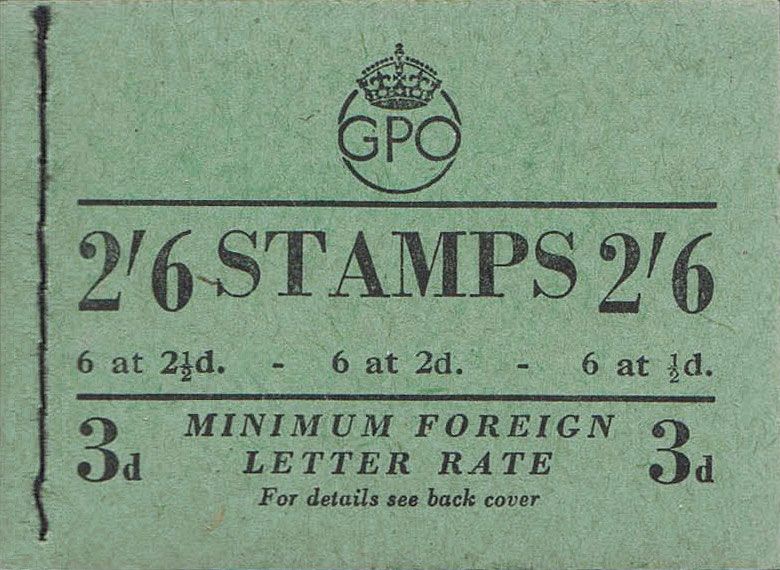 GPO
2'6 STAMPS 2'6
6 at 2½d. - 6 at 2d. - 6 at ½d.
3d MINIMUM FOREIGN 3d
LETTER RATE
For details see back cover